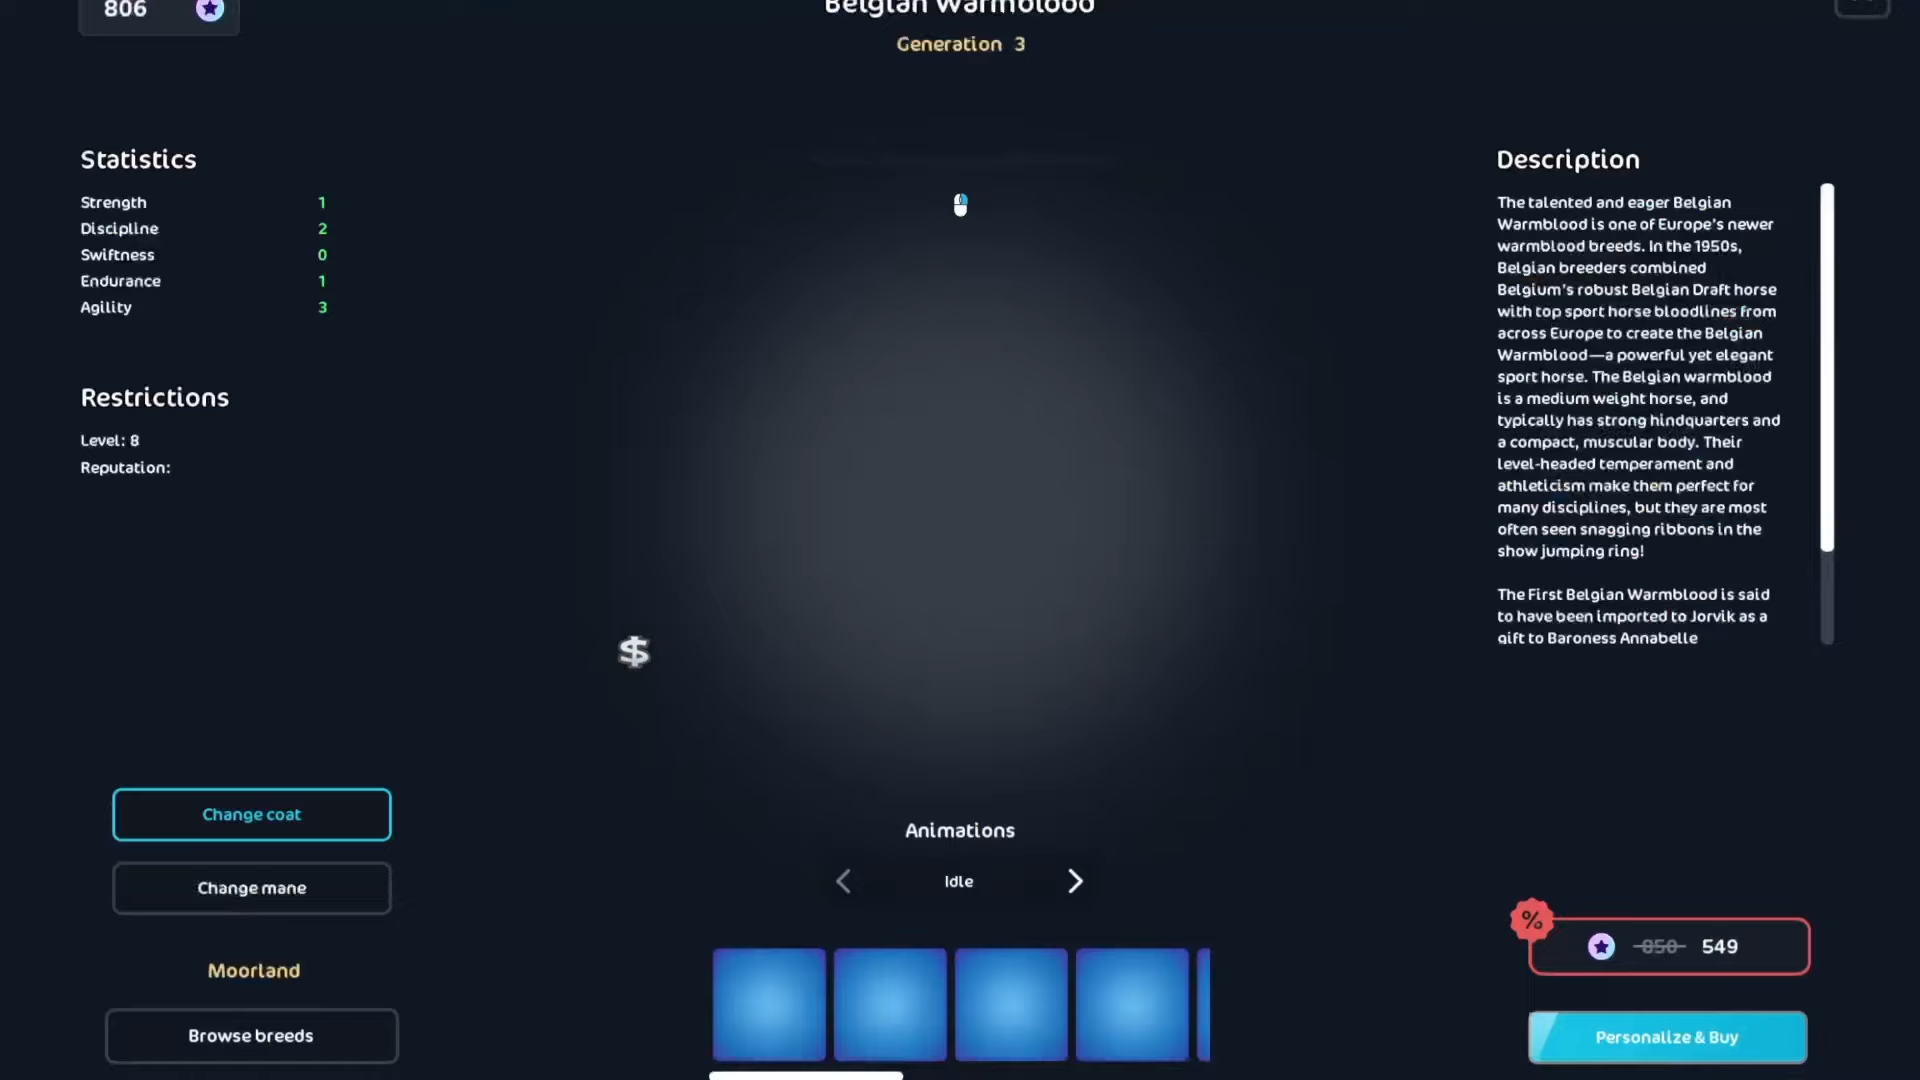 806
Belgian Warmblood
Generation 3
Statistics
Strength 1
Discipline 2
Swiftness 0
Endurance 1
Agility 3
Restrictions
Level: 8
Reputation:
$
Change coat
Change mane
Moorland
Browse breeds
Animations
Idle
Description
The talented and eager Belgian
Warmblood is one of Europe's newer
warmblood breeds. In the 1950s,
Belgian breeders combined
Belgium's robust Belgian Draft horse
with top sport horse bloodlines from
across Europe to create the Belgian
Warmblood—a powerful yet elegant
sport horse. The Belgian warmblood
is a medium weight horse, and
typically has strong hindquarters and
a compact, muscular body. Their
level-headed temperament and
athleticism make them perfect for
many disciplines, but they are most
often seen snagging ribbons in the
show jumping ring!
The First Belgian Warmblood is said
to have been imported to Jorvik as a
gift to Baroness Annabelle
%
850 549
Personalize & Buy